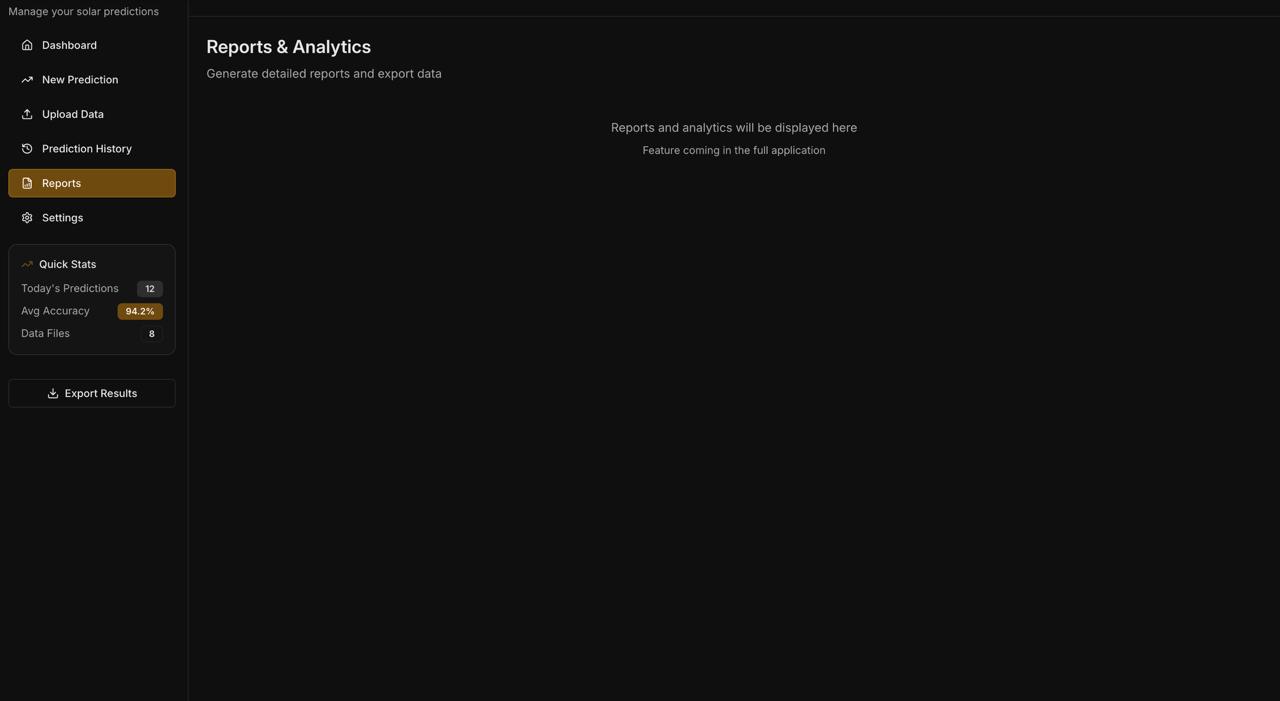 Manage your solar predictions
Dashboard
New Prediction
Upload Data
Prediction History
Reports
Settings
Quick Stats
Today's Predictions 12
Avg Accuracy 94.2%
Data Files 8
Export Results
Reports & Analytics
Generate detailed reports and export data
Reports and analytics will be displayed here
Feature coming in the full application